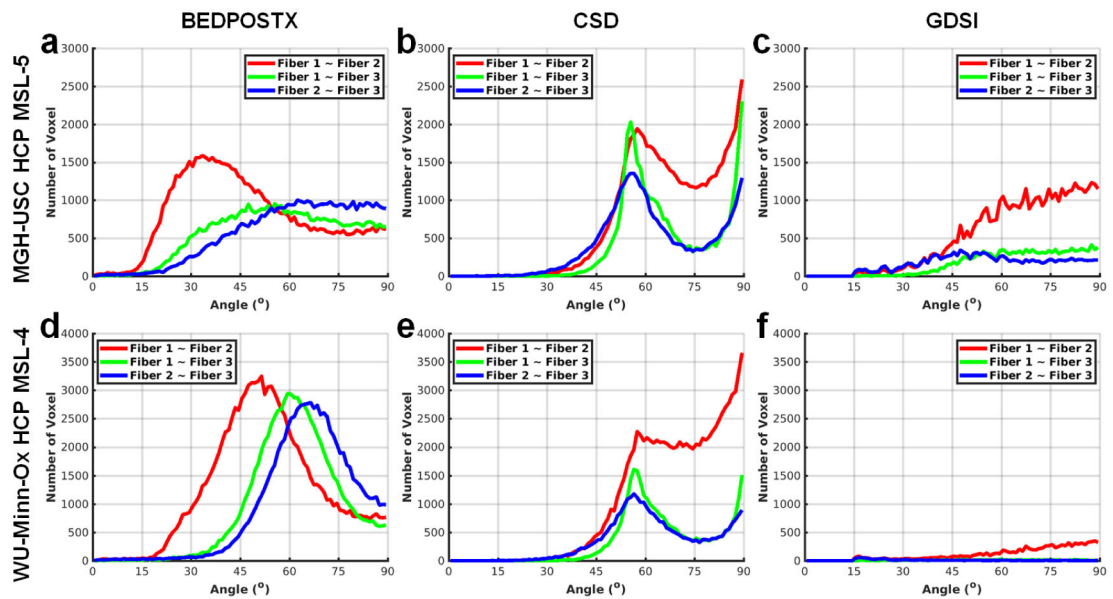 BEDPOSTX
CSD
GDSI
MGH-USC HCP MSL-5
a
3000
2500
2000
1500
1000
500
0
Number of Voxel
Fiber 1 ~ Fiber 2
Fiber 1 ~ Fiber 3
Fiber 2 ~ Fiber 3
0 15 30 45 60 75 90
Angle (o)
b
3000
2500
2000
1500
1000
500
0
Number of Voxel
Fiber 1 ~ Fiber 2
Fiber 1 ~ Fiber 3
Fiber 2 ~ Fiber 3
0 15 30 45 60 75 90
Angle (o)
c
3000
2500
2000
1500
1000
500
0
Number of Voxel
Fiber 1 ~ Fiber 2
Fiber 1 ~ Fiber 3
Fiber 2 ~ Fiber 3
0 15 30 45 60 75 90
Angle (o)
WU-Minn-Ox HCP MSL-4
d
4000
3500
3000
2500
2000
1500
1000
500
0
Number of Voxel
Fiber 1 ~ Fiber 2
Fiber 1 ~ Fiber 3
Fiber 2 ~ Fiber 3
0 15 30 45 60 75 90
Angle (o)
e
4000
3500
3000
2500
2000
1500
1000
500
0
Number of Voxel
Fiber 1 ~ Fiber 2
Fiber 1 ~ Fiber 3
Fiber 2 ~ Fiber 3
0 15 30 45 60 75 90
Angle (o)
f
4000
3500
3000
2500
2000
1500
1000
500
0
Number of Voxel
Fiber 1 ~ Fiber 2
Fiber 1 ~ Fiber 3
Fiber 2 ~ Fiber 3
0 15 30 45 60 75 90
Angle (o)